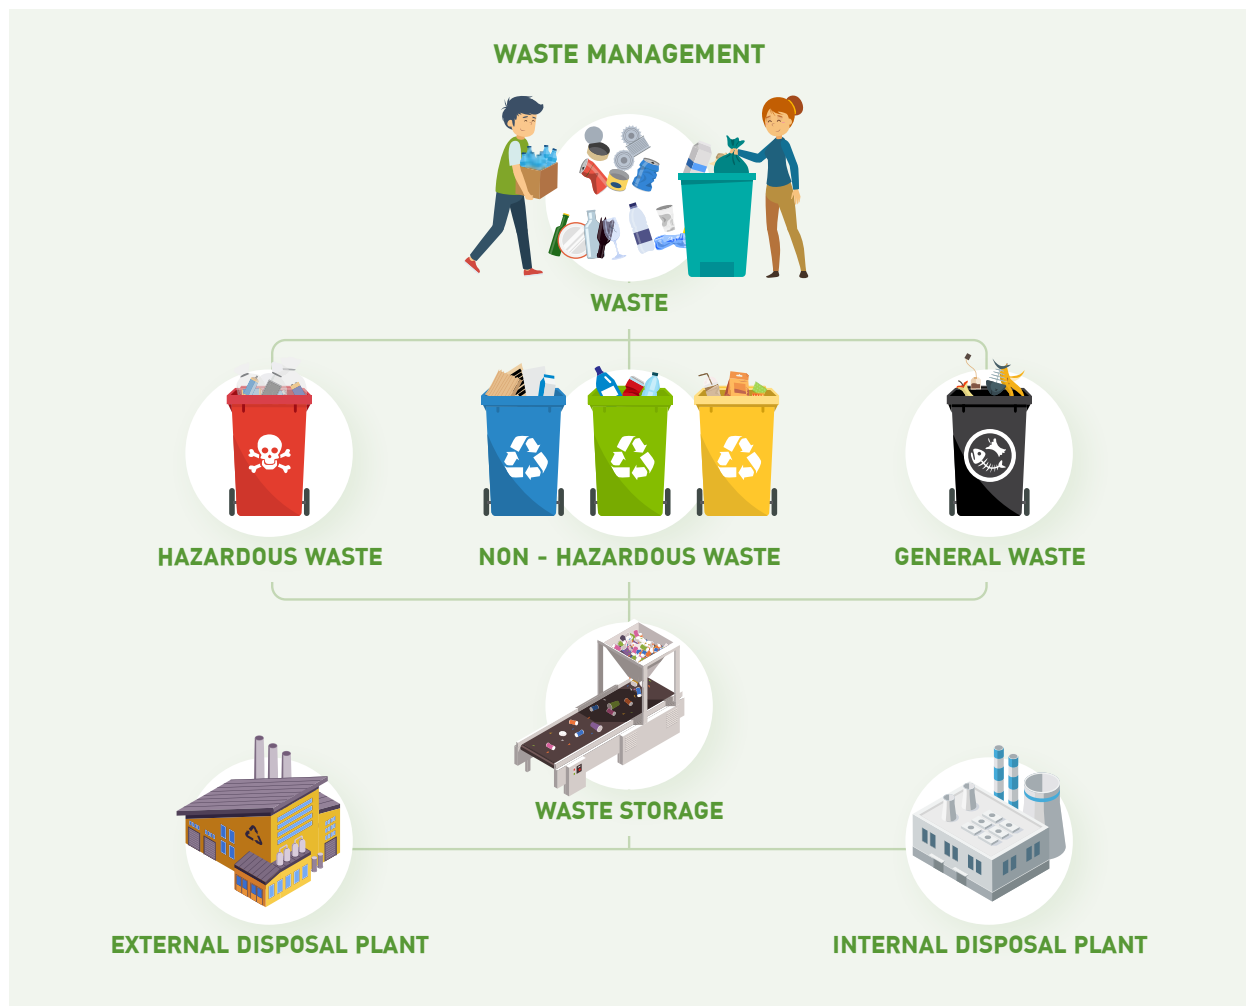 WASTE MANAGEMENT
WASTE
HAZARDOUS WASTE
NON - HAZARDOUS WASTE
GENERAL WASTE
WASTE STORAGE
EXTERNAL DISPOSAL PLANT
INTERNAL DISPOSAL PLANT